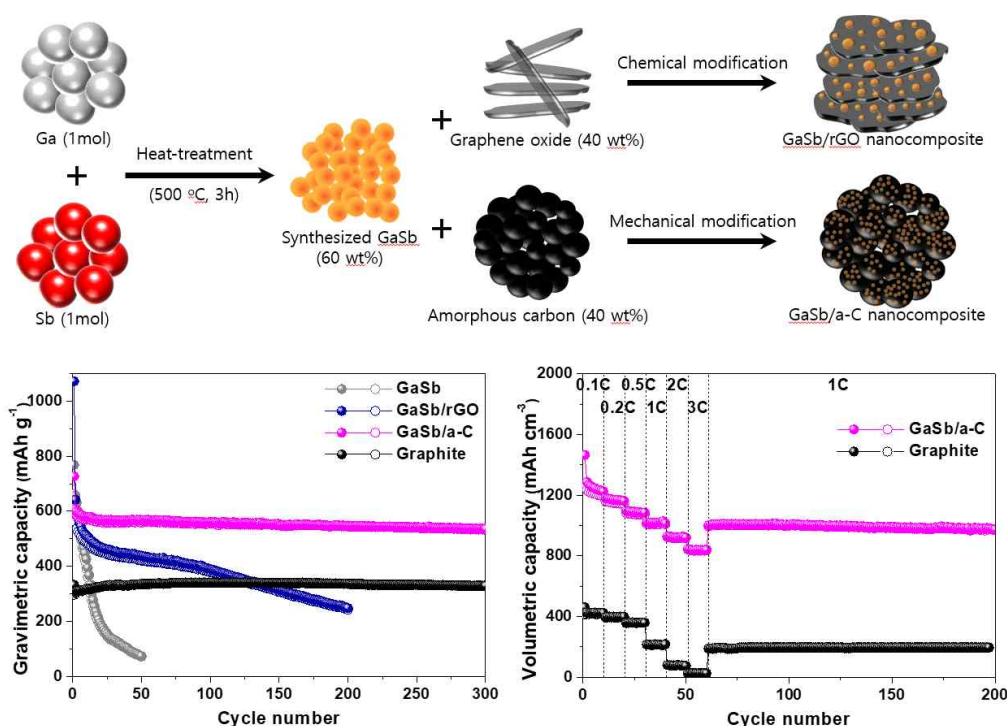 Ga (1mol)
+
Sb (1mol)
Heat-treatment
(500 ºC, 3h)
Synthesized GaSb
(60 wt%)
+
Graphene oxide (40 wt%)
Chemical modification
GaSb/rGO nanocomposite
+
Amorphous carbon (40 wt%)
Mechanical modification
GaSb/a-C nanocomposite
Gravimetric capacity (mAh g⁻¹)
1000
800
600
400
200
0
GaSb
GaSb/rGO
GaSb/a-C
Graphite
0 50 100 150 200 250 300
Cycle number
Volumetric capacity (mAh cm⁻³)
2000
1600
1200
800
400
0
0.1C 0.5C 2C 1C
0.2C 1C 3C
GaSb/a-C
Graphite
0 50 100 150 200
Cycle number